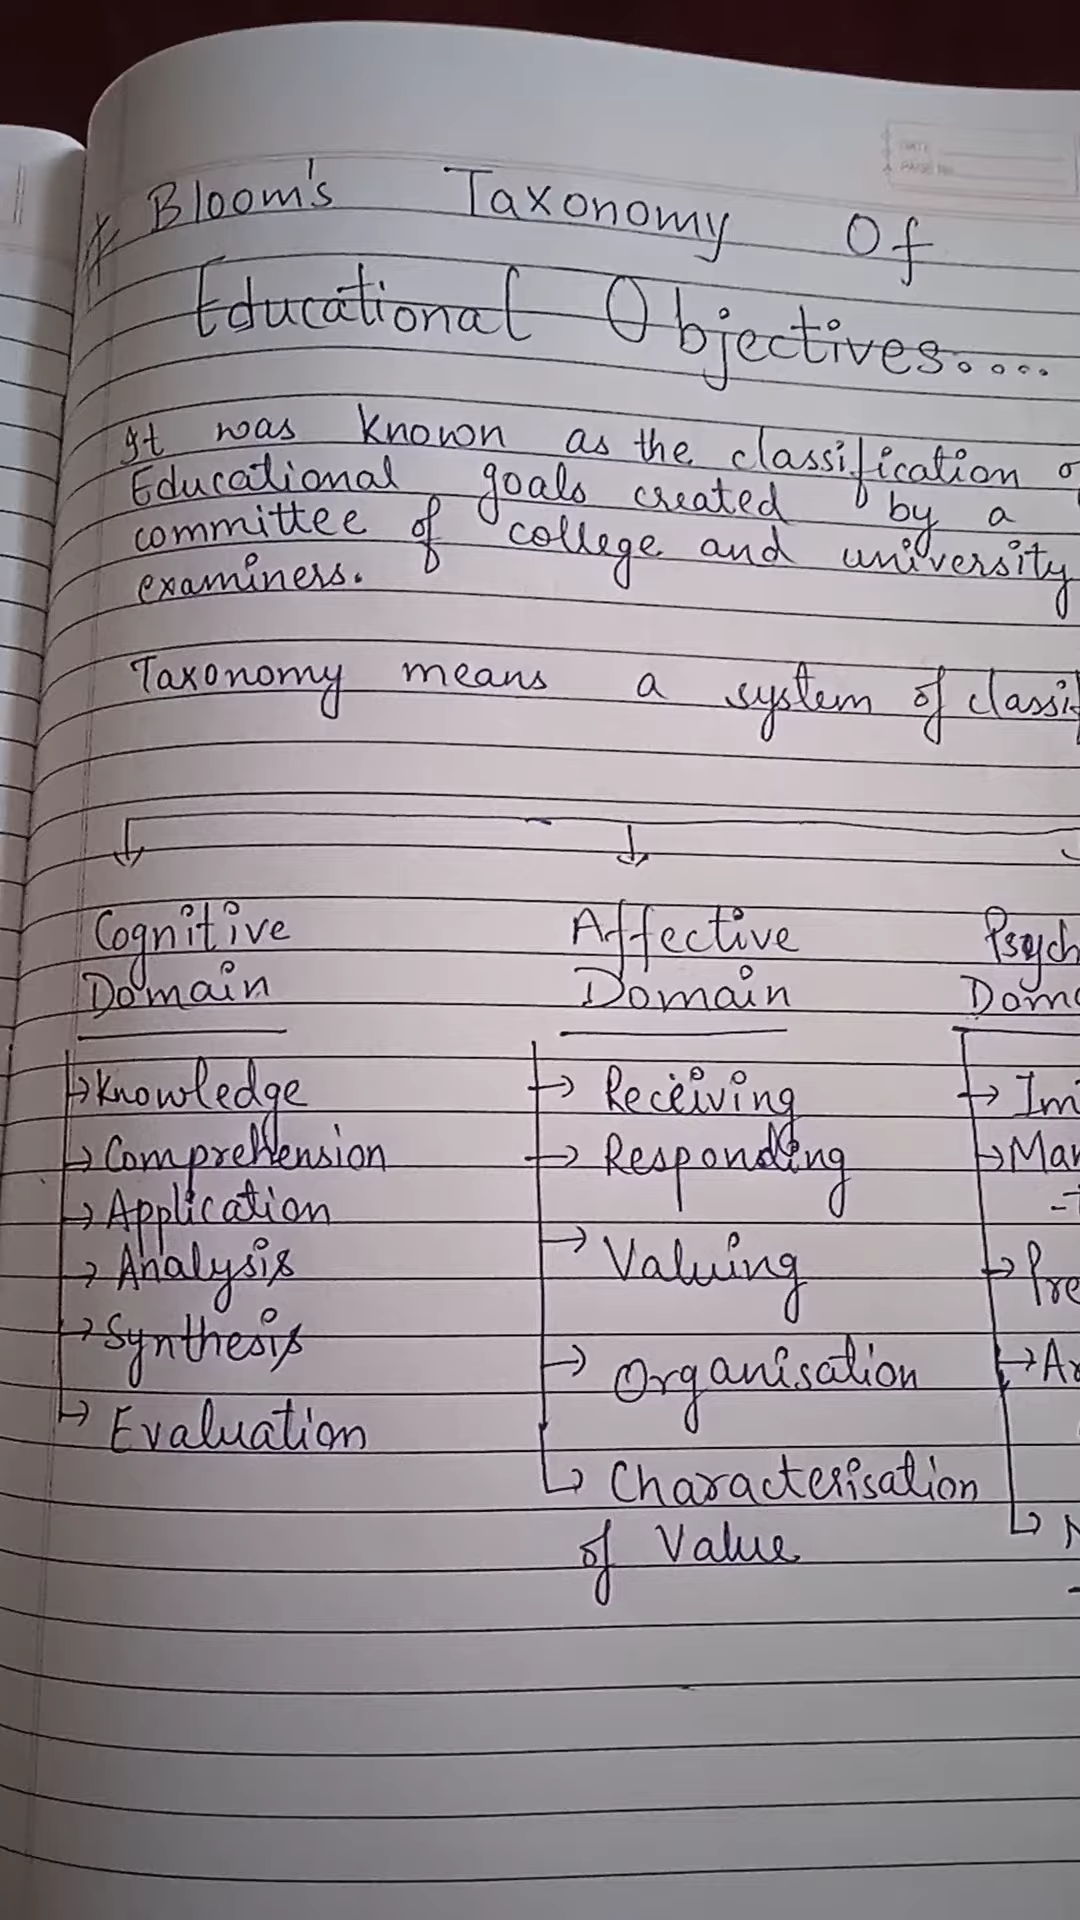 * Bloom's Taxonomy Of
Educational Objectives....
It was known as the classification
Educational goals created by a
committee of college and university
examiners.
Taxonomy means a system of
Cognitive
Domain
→ Knowledge
→ Comprehension
→ Application
→ Analysis
→ Synthesis
→ Evaluation
Affective
Domain
→ Receiving
→ Responding
→ Valuing
→ Organisation
→ Characterisation
of Value